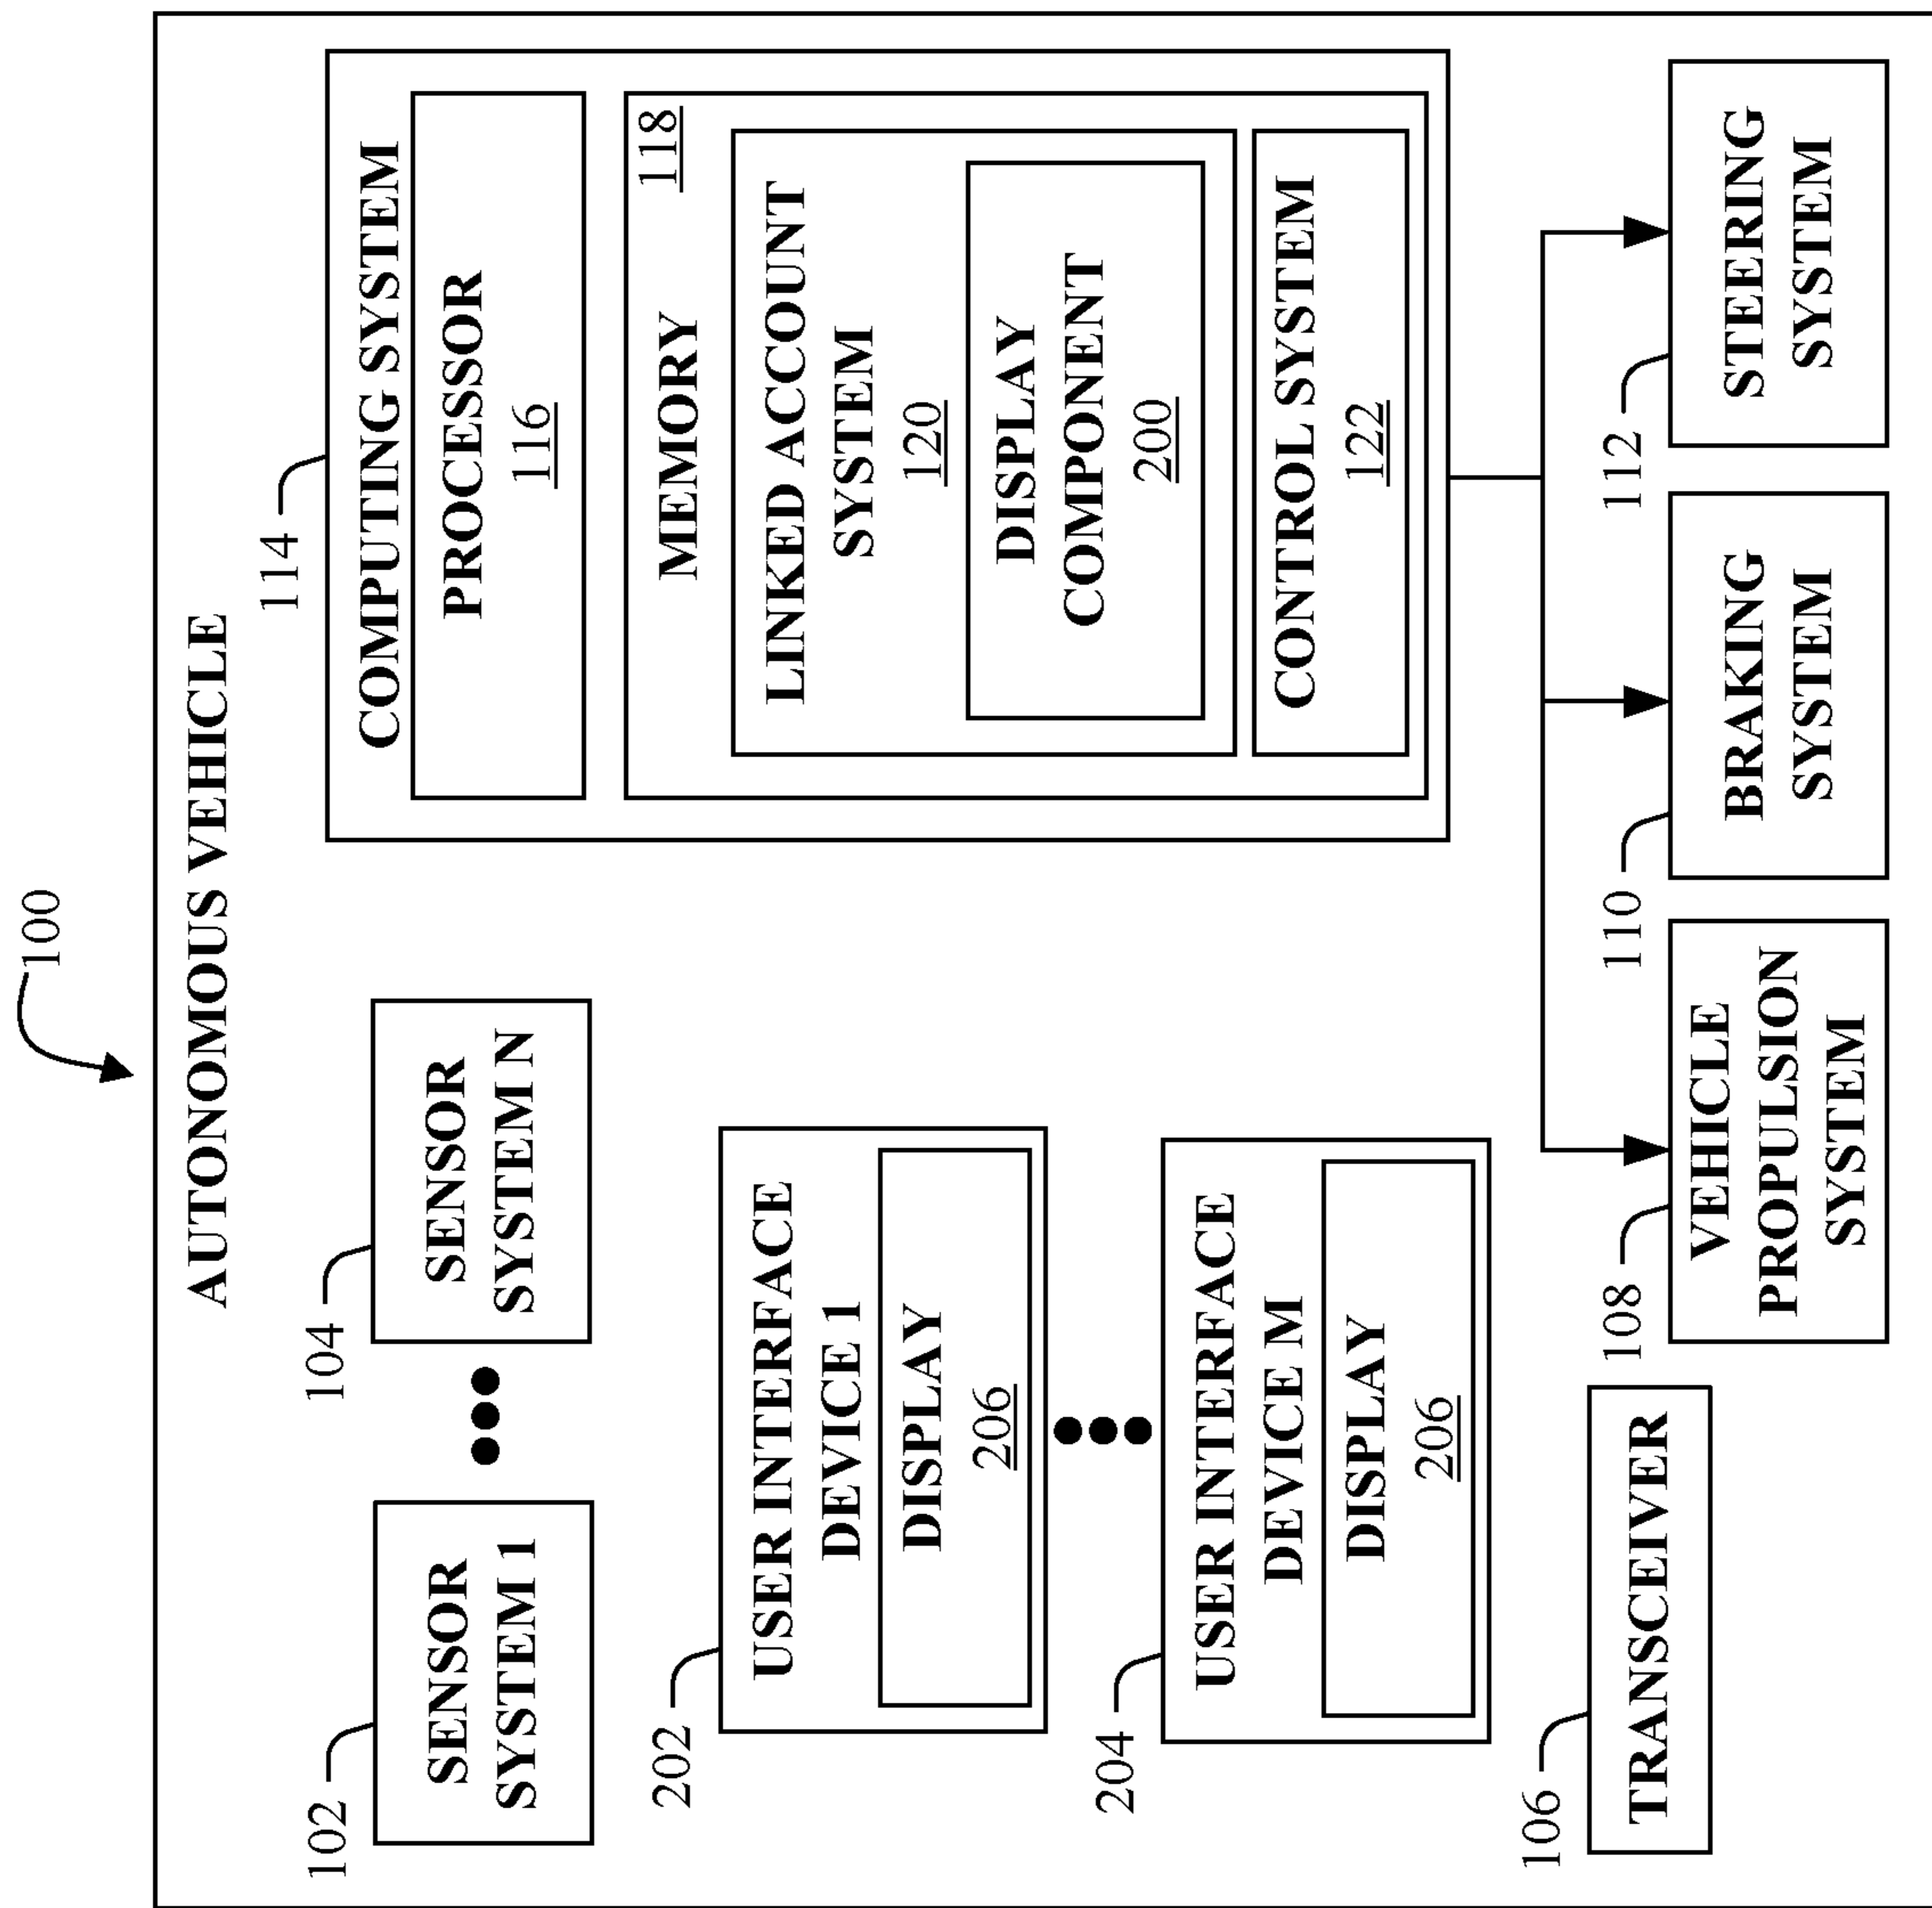 100
AUTONOMOUS VEHICLE
102
SENSOR
SYSTEM 1
104
SENSOR
SYSTEM N
202
USER INTERFACE
DEVICE 1
DISPLAY
206
204
USER INTERFACE
DEVICE M
DISPLAY
206
106
TRANSCEIVER
114
COMPUTING SYSTEM
PROCESSOR
116
118
MEMORY
LINKED ACCOUNT
SYSTEM
120
DISPLAY
COMPONENT
200
CONTROL SYSTEM
122
108
VEHICLE
PROPULSION
SYSTEM
110
BRAKING
SYSTEM
112
STEERING
SYSTEM